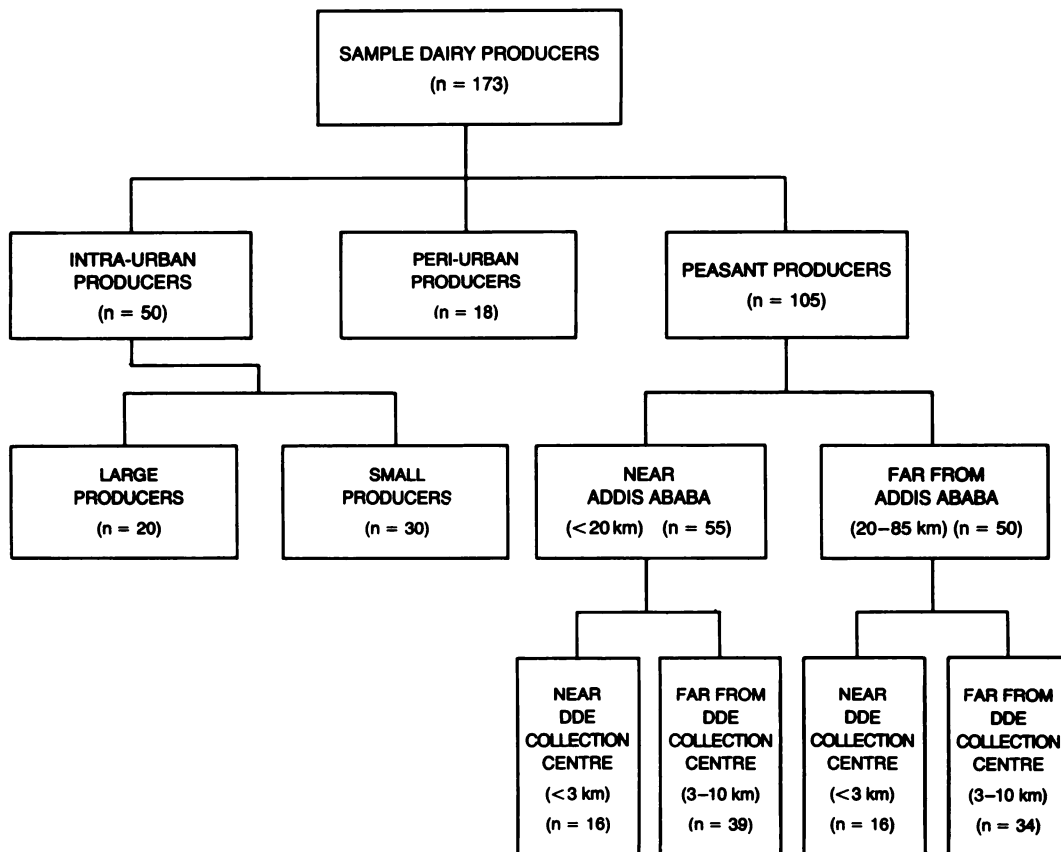 SAMPLE DAIRY PRODUCERS
(n = 173)
INTRA-URBAN
PRODUCERS
(n = 50)
PERI-URBAN
PRODUCERS
(n = 18)
PEASANT PRODUCERS
(n = 105)
LARGE
PRODUCERS
(n = 20)
SMALL
PRODUCERS
(n = 30)
NEAR
ADDIS ABABA
(<20 km) (n = 55)
FAR FROM
ADDIS ABABA
(20–85 km) (n = 50)
NEAR
DDE
COLLECTION
CENTRE
(<3 km)
(n = 16)
FAR FROM
DDE
COLLECTION
CENTRE
(3–10 km)
(n = 39)
NEAR
DDE
COLLECTION
CENTRE
(<3 km)
(n = 16)
FAR FROM
DDE
COLLECTION
CENTRE
(3–10 km)
(n = 34)